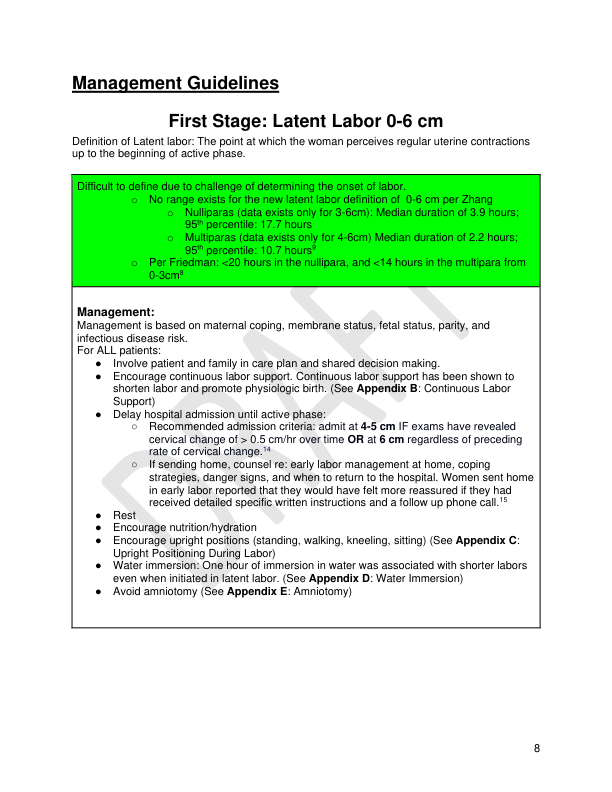 Management Guidelines
First Stage: Latent Labor 0-6 cm
Definition of Latent labor: The point at which the woman perceives regular uterine contractions
up to the beginning of active phase.
Difficult to define due to challenge of determining the onset of labor.
○ No range exists for the new latent labor definition of 0-6 cm per Zhang
○ Nulliparas (data exists only for 3-6cm): Median duration of 3.9 hours;
95th percentile: 17.7 hours
○ Multiparas (data exists only for 4-6cm) Median duration of 2.2 hours;
95th percentile: 10.7 hours9
○ Per Friedman: <20 hours in the nullipara, and <14 hours in the multipara from
0-3cm8
Management:
Management is based on maternal coping, membrane status, fetal status, parity, and
infectious disease risk.
For ALL patients:
● Involve patient and family in care plan and shared decision making.
● Encourage continuous labor support. Continuous labor support has been shown to
shorten labor and promote physiologic birth. (See Appendix B: Continuous Labor
Support)
● Delay hospital admission until active phase:
○ Recommended admission criteria: admit at 4-5 cm IF exams have revealed
cervical change of > 0.5 cm/hr over time OR at 6 cm regardless of preceding
rate of cervical change.14
○ If sending home, counsel re: early labor management at home, coping
strategies, danger signs, and when to return to the hospital. Women sent home
in early labor reported that they would have felt more reassured if they had
received detailed specific written instructions and a follow up phone call.15
● Rest
● Encourage nutrition/hydration
● Encourage upright positions (standing, walking, kneeling, sitting) (See Appendix C:
Upright Positioning During Labor)
● Water immersion: One hour of immersion in water was associated with shorter labors
even when initiated in latent labor. (See Appendix D: Water Immersion)
● Avoid amniotomy (See Appendix E: Amniotomy)
DRAFT
8